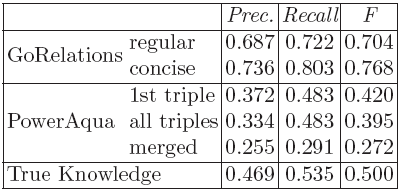 Prec. Recall F
GoRelations regular 0.687 0.722 0.704
concise 0.736 0.803 0.768
PowerAqua 1st triple 0.372 0.483 0.420
all triples 0.334 0.483 0.395
merged 0.255 0.291 0.272
True Knowledge 0.469 0.535 0.500